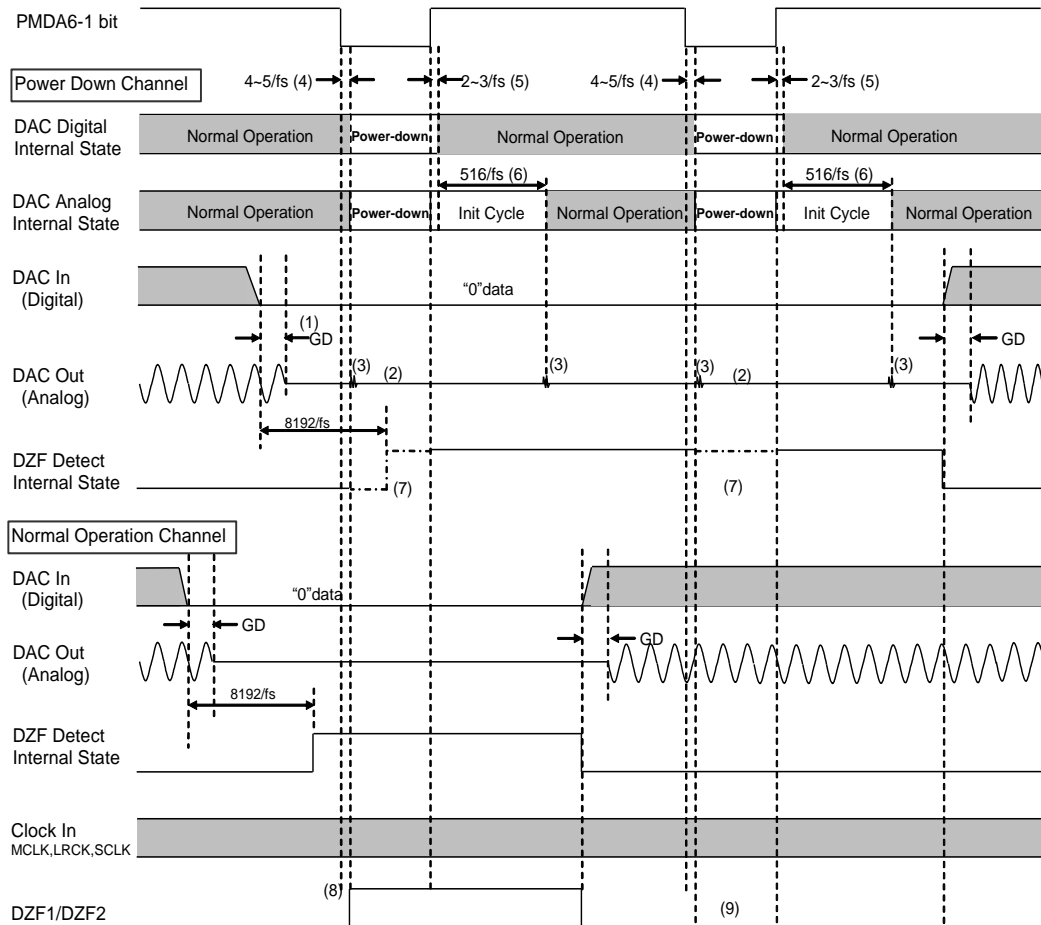 PMDA6-1 bit
4~5/fs (4) 2~3/fs (5) 4~5/fs (4) 2~3/fs (5)
Power Down Channel
DAC Digital
Internal State
Normal Operation Power-down Normal Operation Power-down Normal Operation
516/fs (6) 516/fs (6)
DAC Analog
Internal State
Normal Operation Power-down Init Cycle Normal Operation Power-down Init Cycle Normal Operation
DAC In
(Digital)
"0"data
(1)
GD GD
DAC Out
(Analog)
(3) (2) (3) (3) (2) (3)
8192/fs
DZF Detect
Internal State
(7) (7)
Normal Operation Channel
DAC In
(Digital)
"0"data
GD GD
DAC Out
(Analog)
8192/fs
DZF Detect
Internal State
Clock In
MCLK,LRCK,SCLK
(8)
DZF1/DZF2
(9)